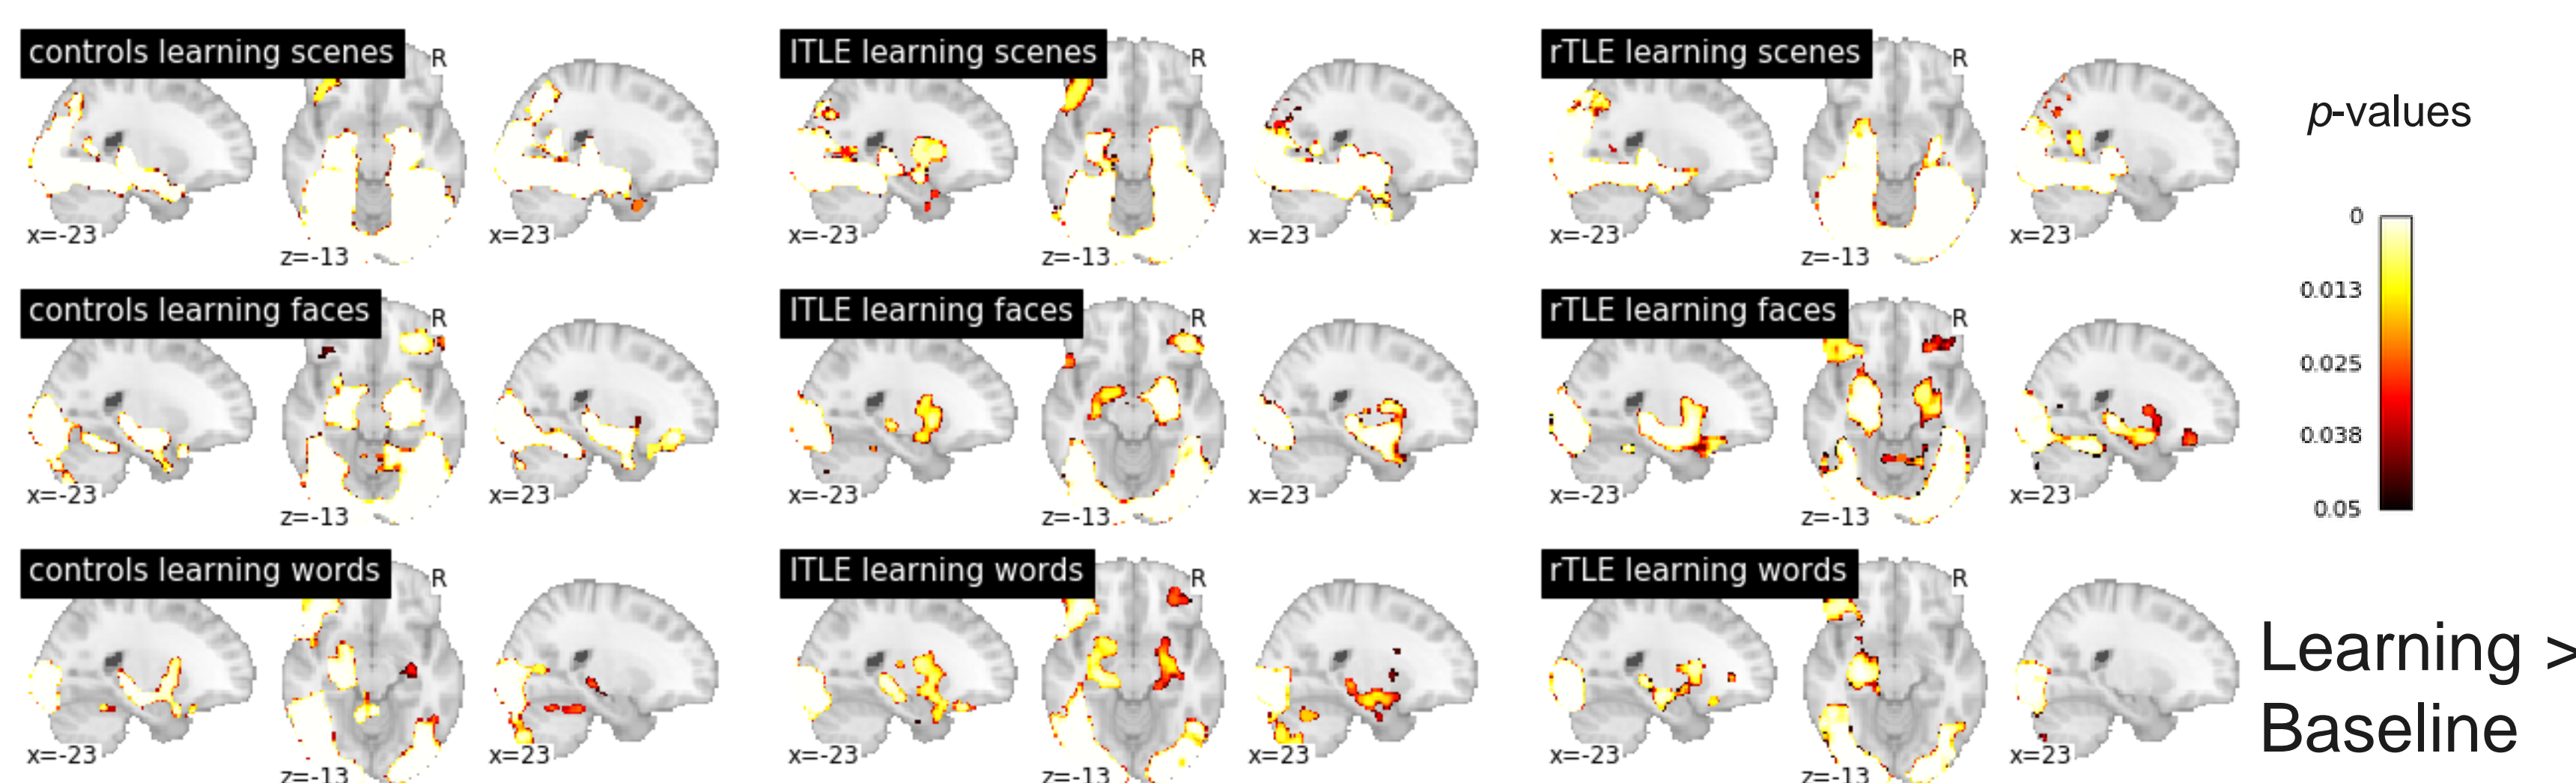 controls learning scenes
R
x=-23
z=-13
x=23
lTLE learning scenes
R
x=-23
z=-13
x=23
rTLE learning scenes
R
x=-23
z=-13
x=23
p-values
0
0.013
0.025
0.038
0.05
controls learning faces
R
x=-23
z=-13
x=23
lTLE learning faces
R
x=-23
z=-13
x=23
rTLE learning faces
R
x=-23
z=-13
x=23
controls learning words
R
x=-23
z=-13
x=23
lTLE learning words
R
x=-23
z=-13
x=23
rTLE learning words
R
x=-23
z=-13
x=23
Learning >
Baseline